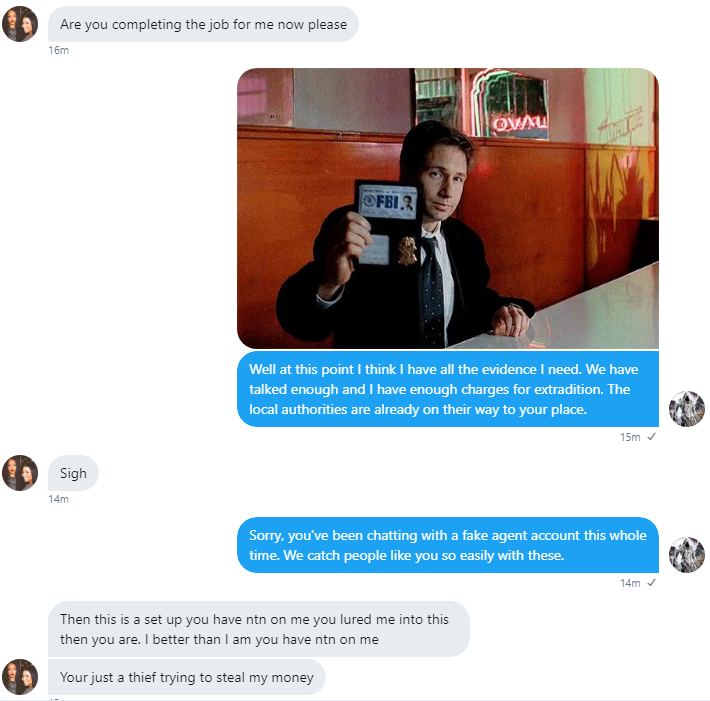 Are you completing the job for me now please
16m
FBI
Well at this point I think I have all the evidence I need. We have
talked enough and I have enough charges for extradition. The
local authorities are already on their way to your place.
15m ✓
Sigh
14m
Sorry, you've been chatting with a fake agent account this whole
time. We catch people like you so easily with these.
14m ✓
Then this is a set up you have ntn on me you lured me into this
then you are. I better than I am you have ntn on me
Your just a thief trying to steal my money